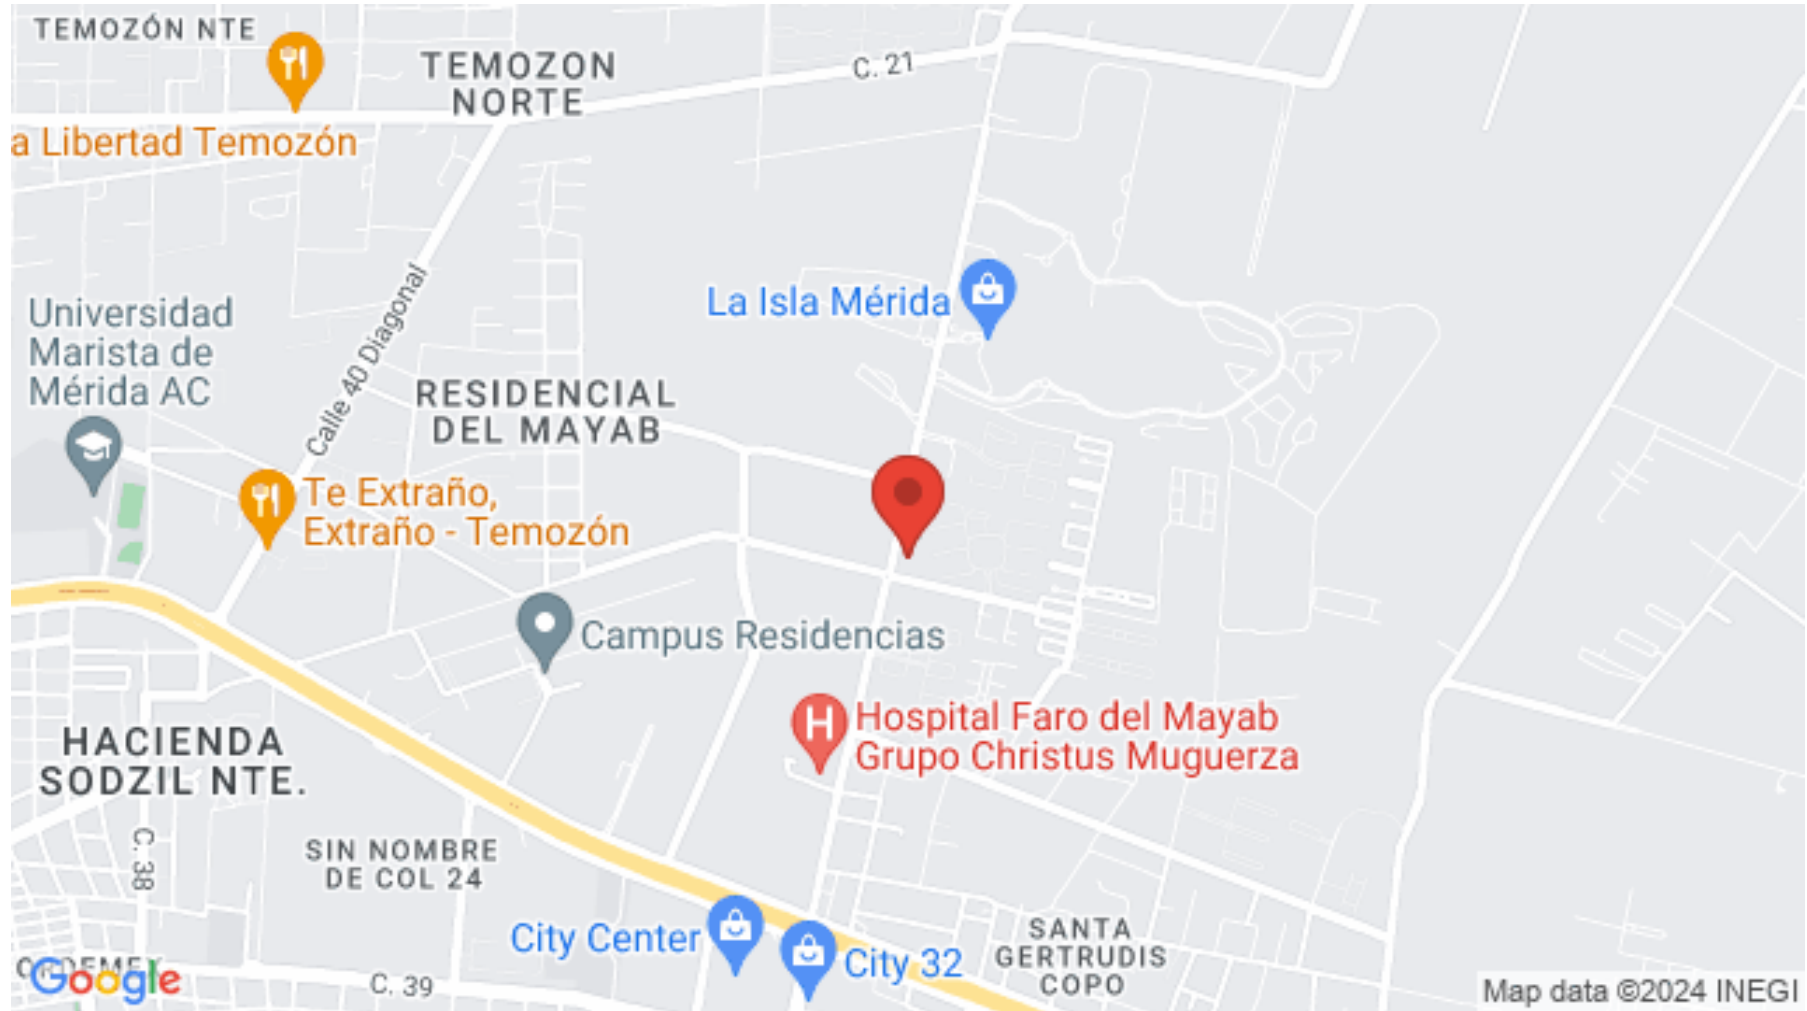 TEMOZÓN NTE
TEMOZON
NORTE
C. 21
a Libertad Temozón
Universidad
Marista de
Mérida AC
Calle 40 Diagonal
La Isla Mérida
RESIDENCIAL
DEL MAYAB
Te Extraño,
Extraño - Temozón
Campus Residencias
H
Hospital Faro del Mayab
Grupo Christus Muguerza
HACIENDA
SODZIL NTE.
C. 38
SIN NOMBRE
DE COL 24
City Center
City 32
SANTA
GERTRUDIS
COPO
Google
C. 39
Map data ©2024 INEGI